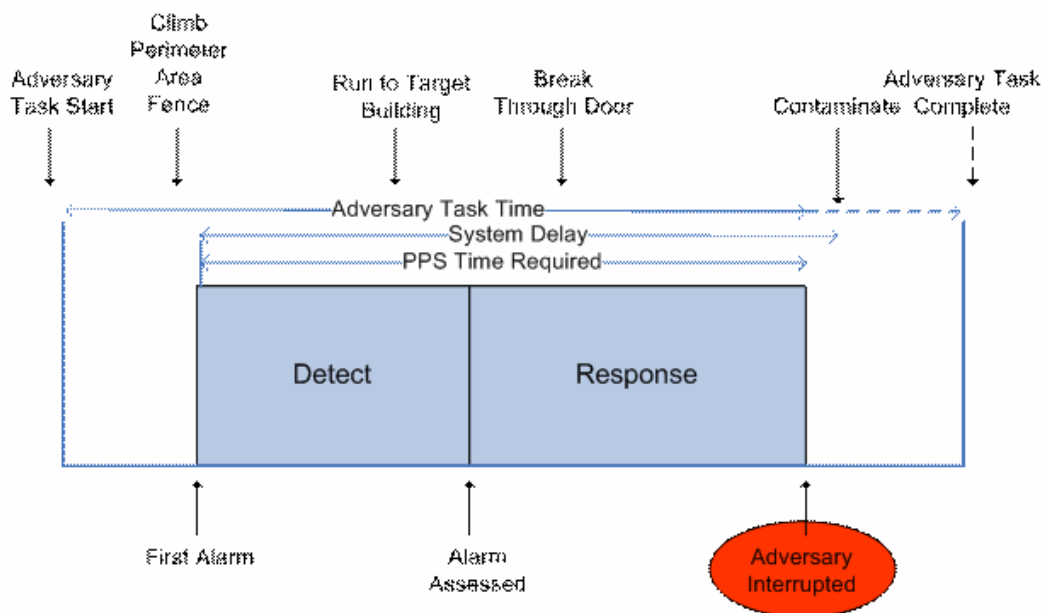 Adversary
Task Start
Climb
Perimeter
Area
Fence
Run to Target
Building
Break
Through Door
Contaminate
Adversary Task
Complete
Adversary Task Time
System Delay
PPS Time Required
Detect
Response
First Alarm
Alarm
Assessed
Adversary
Interrupted